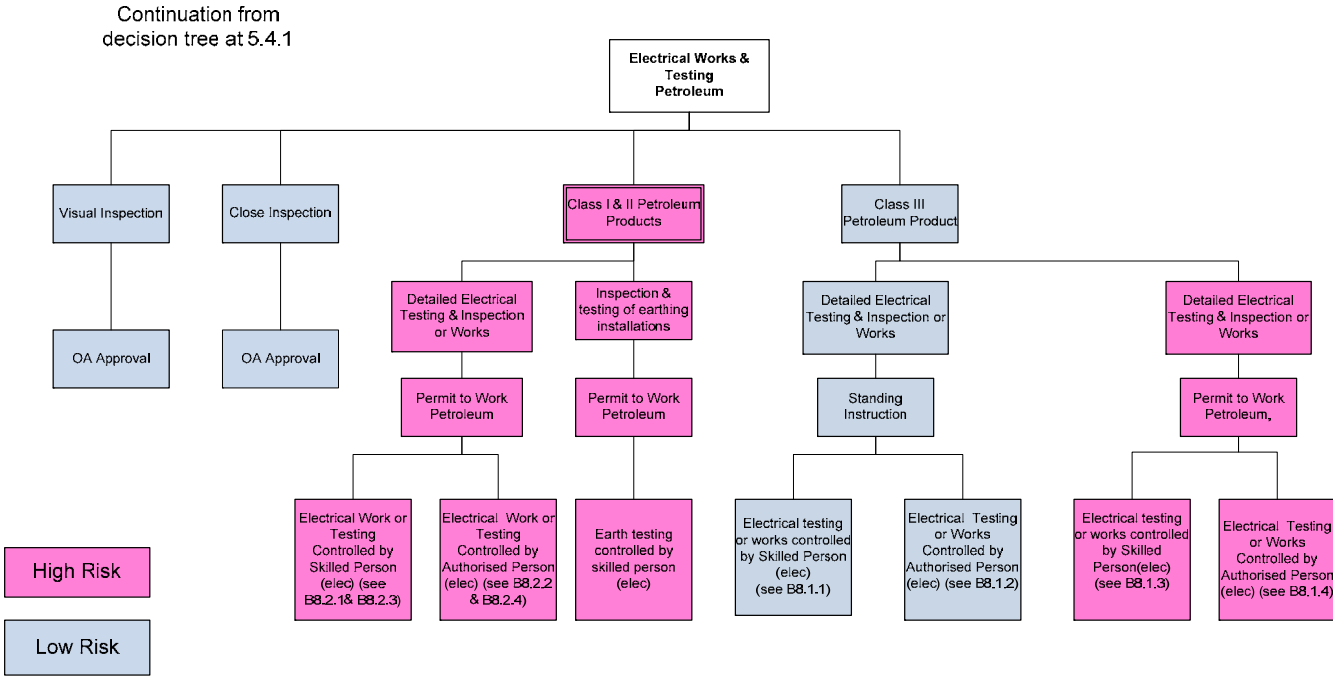 Continuation from
decision tree at 5.4.1
Electrical Works &
Testing
Petroleum
Visual Inspection
Close Inspection
Class I & II Petroleum
Products
Class III
Petroleum Product
OA Approval
OA Approval
Detailed Electrical
Testing & Inspection
or Works
Inspection &
testing of earthing
installations
Detailed Electrical
Testing & Inspection or
Works
Detailed Electrical
Testing & Inspection or
Works
Permit to Work
Petroleum
Permit to Work
Petroleum
Standing
Instruction
Permit to Work
Petroleum,
Electrical Work or
Testing
Controlled by
Skilled Person
(elec) (see
B8.2.1& B8.2.3)
Electrical Work or
Testing
Controlled by
Authorised Person
(elec) (see B8.2.2
& B8.2.4)
Earth testing
controlled by
skilled person
(elec)
Electrical testing
or works controlled
by Skilled Person
(elec)
(see B8.1.1)
Electrical Testing
or Works
Controlled by
Authorised Person
(elec) (see B8.1.2)
Electrical testing
or works controlled
by Skilled
Person(elec)
(see B8.1.3)
Electrical Testing
or Works
Controlled by
Authorised Person
(elec) (see B8.1.4)
High Risk
Low Risk